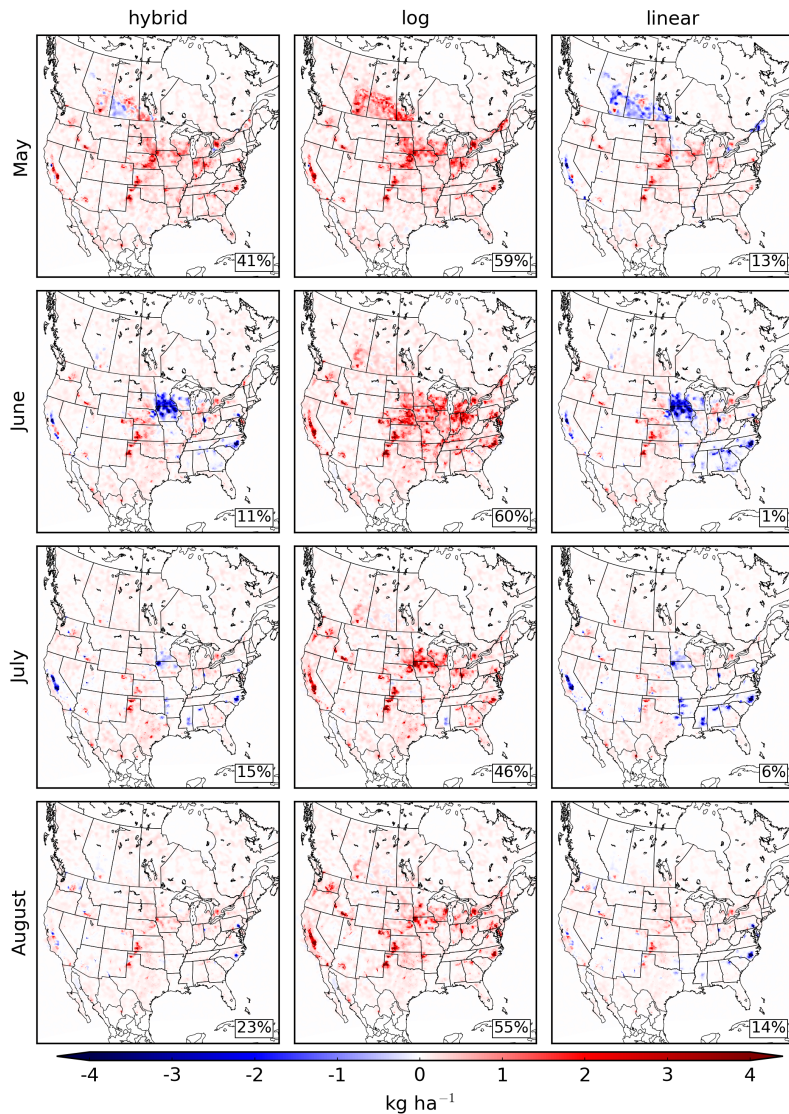 hybrid log linear
May
41% 59% 13%
June
11% 60% 1%
July
15% 46% 6%
August
23% 55% 14%
-4 -3 -2 -1 0 1 2 3 4
kg ha⁻¹